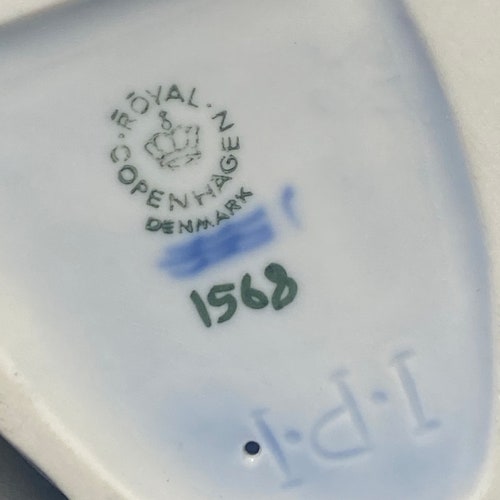 ROYAL COPENHAGEN
DENMARK
1568
I·P·I